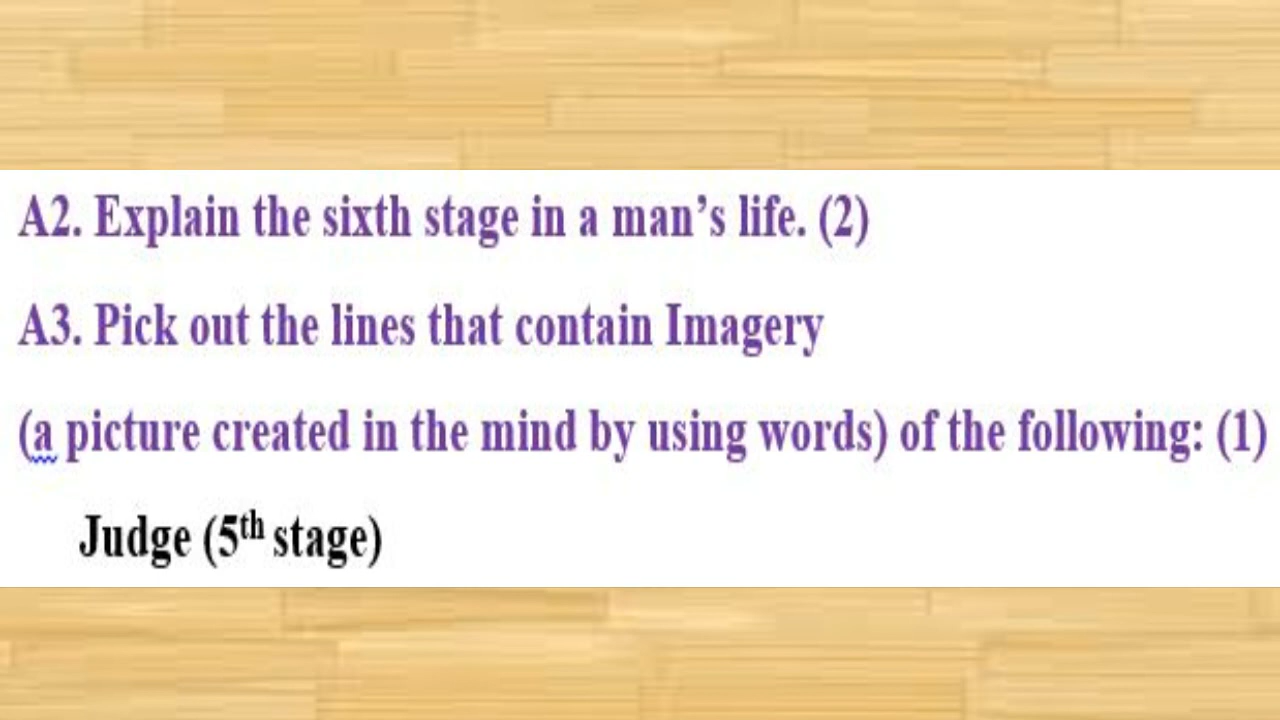 A2. Explain the sixth stage in a man’s life. (2)
A3. Pick out the lines that contain Imagery
(a picture created in the mind by using words) of the following: (1)
Judge (5th stage)